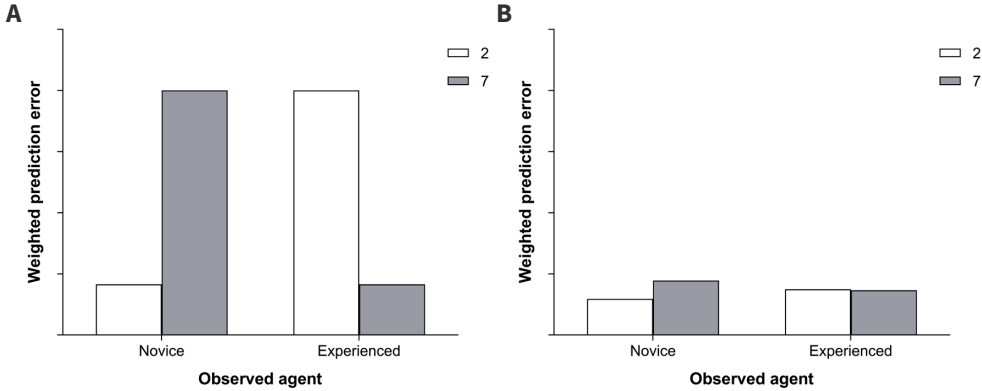 A
Weighted prediction error
2
7
Novice
Experienced
Observed agent
B
Weighted prediction error
2
7
Novice
Experienced
Observed agent